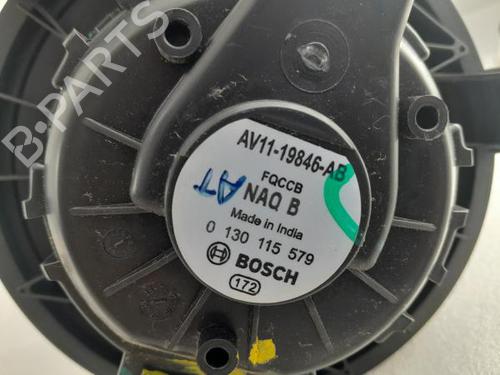 B-PARTS
AV11-19846-AB
FQCCB
AT NAQ B
Made in India
0 130 115 579
BOSCH
172